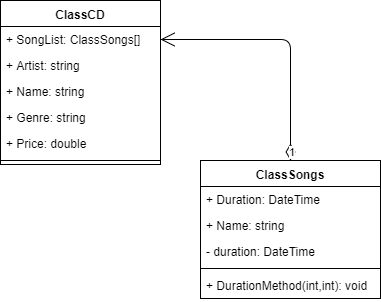 ClassCD
+ SongList: ClassSongs[]
+ Artist: string
+ Name: string
+ Genre: string
+ Price: double
1
ClassSongs
+ Duration: DateTime
+ Name: string
- duration: DateTime
+ DurationMethod(int,int): void